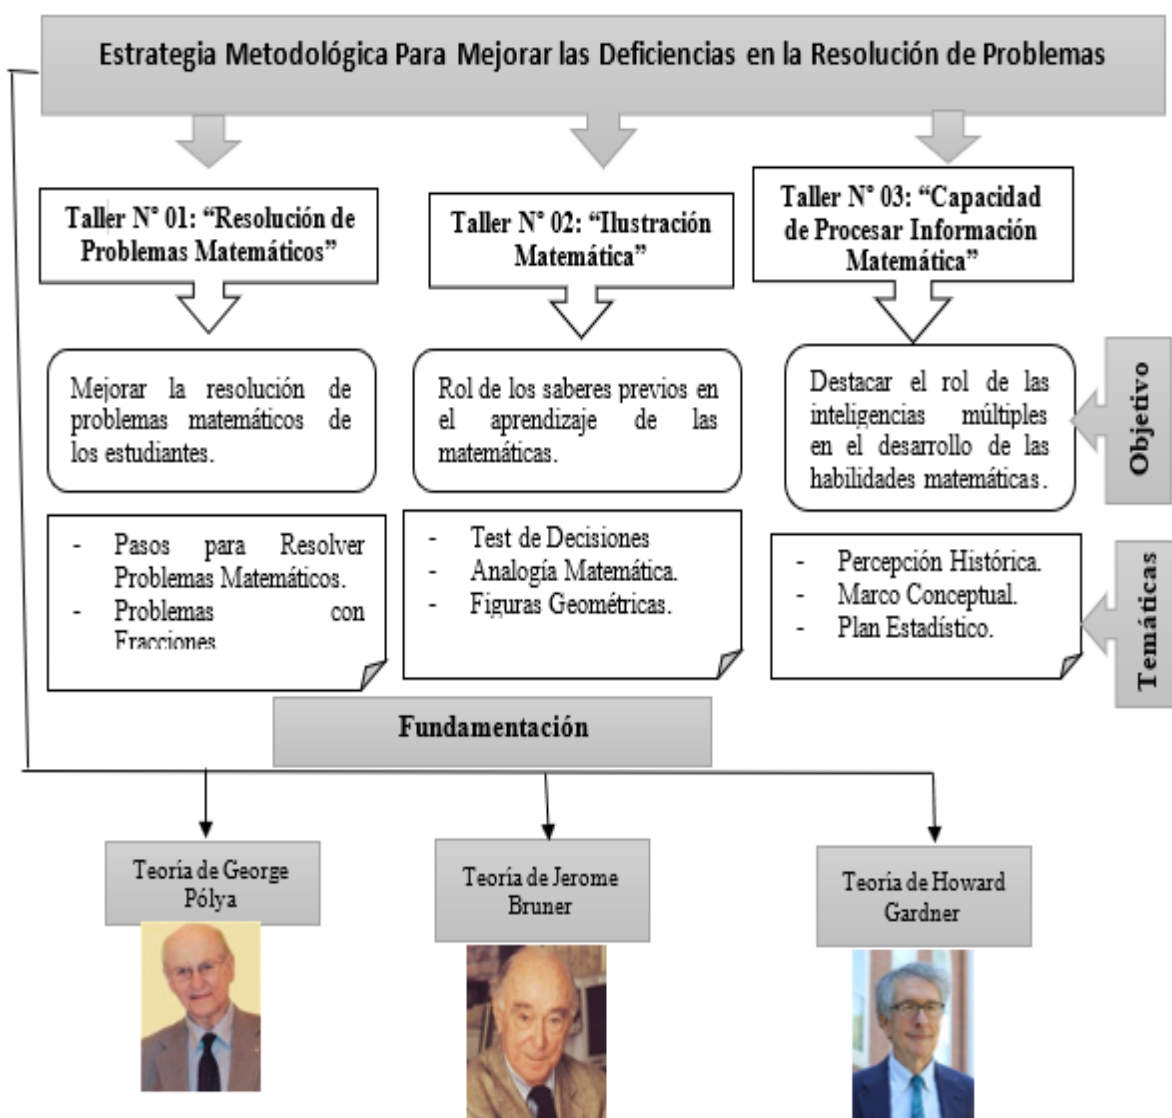 Estrategia Metodológica Para Mejorar las Deficiencias en la Resolución de Problemas
Taller N° 01: “Resolución de
Problemas Matemáticos”
Taller N° 02: “Ilustración
Matemática”
Taller N° 03: “Capacidad
de Procesar Información
Matemática”
Mejorar la resolución de
problemas matemáticos de
los estudiantes.
Rol de los saberes previos en
el aprendizaje de las
matemáticas.
Destacar el rol de las
inteligencias múltiples
en el desarrollo de las
habilidades matemáticas.
Objetivo
- Pasos para Resolver
Problemas Matemáticos.
- Problemas con
Fracciones
- Test de Decisiones
- Analogía Matemática.
- Figuras Geométricas.
- Percepción Histórica.
- Marco Conceptual.
- Plan Estadístico.
Temáticas
Fundamentación
Teoría de George
Pólya
Teoría de Jerome
Bruner
Teoría de Howard
Gardner